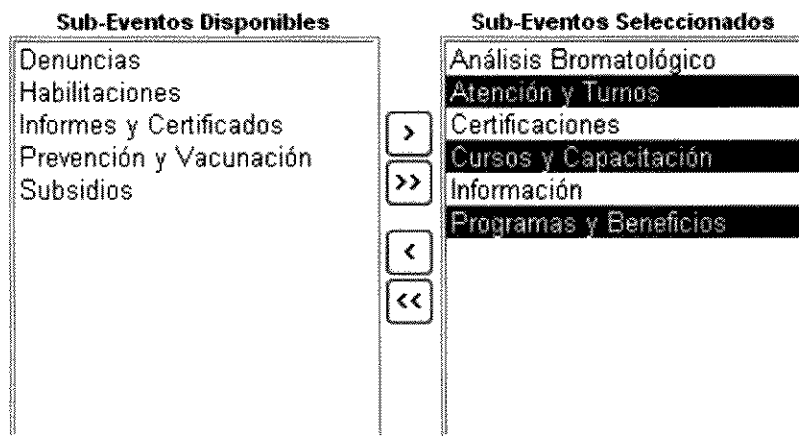 Sub-Eventos Disponibles
Denuncias
Habilitaciones
Informes y Certificados
Prevención y Vacunación
Subsidios
>
>>
<
<<
Sub-Eventos Seleccionados
Análisis Bromatológico
Atención y Turnos
Certificaciones
Cursos y Capacitación
Información
Programas y Beneficios